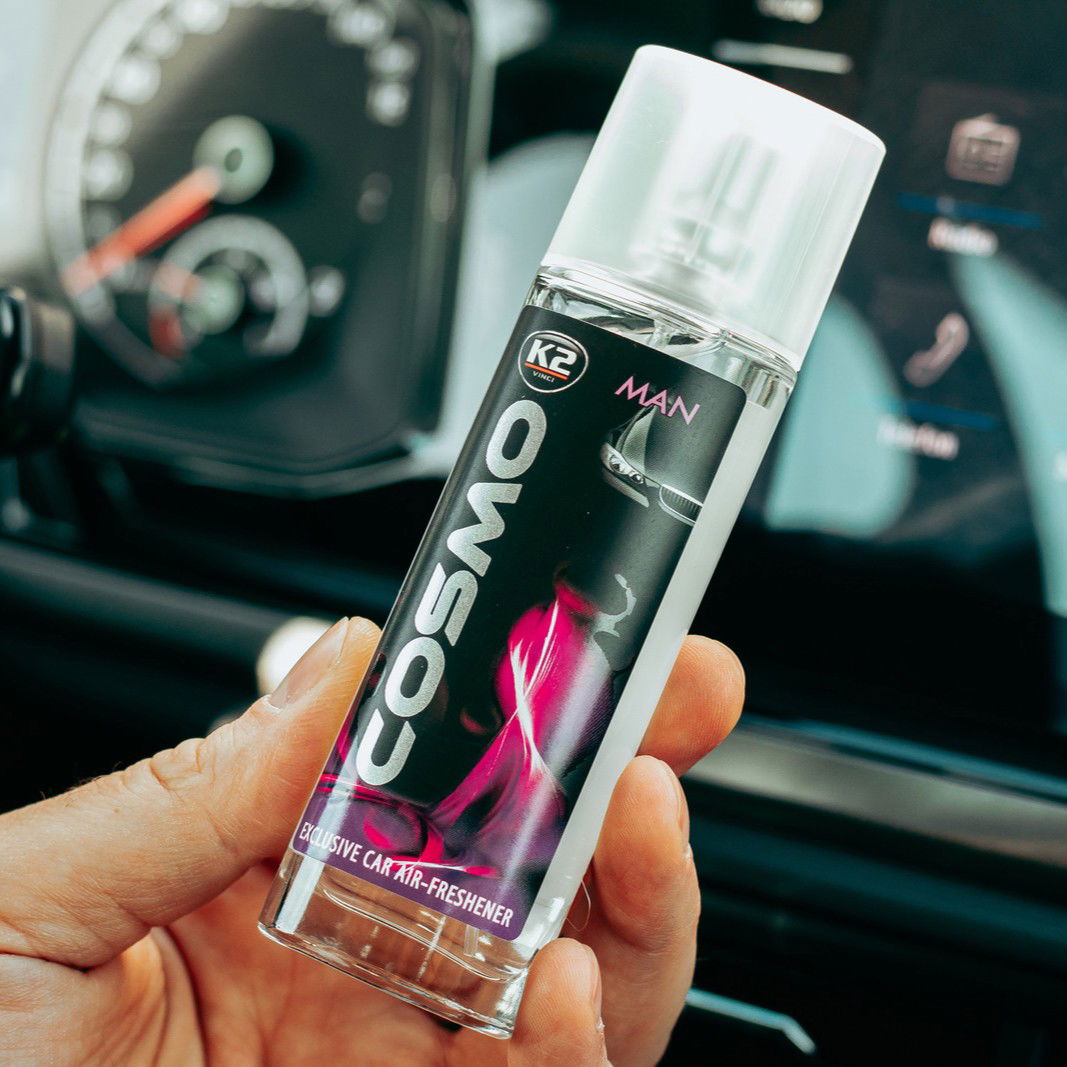 K2
VINCI
MAN
COSMO
EXCLUSIVE CAR AIR-FRESHENER